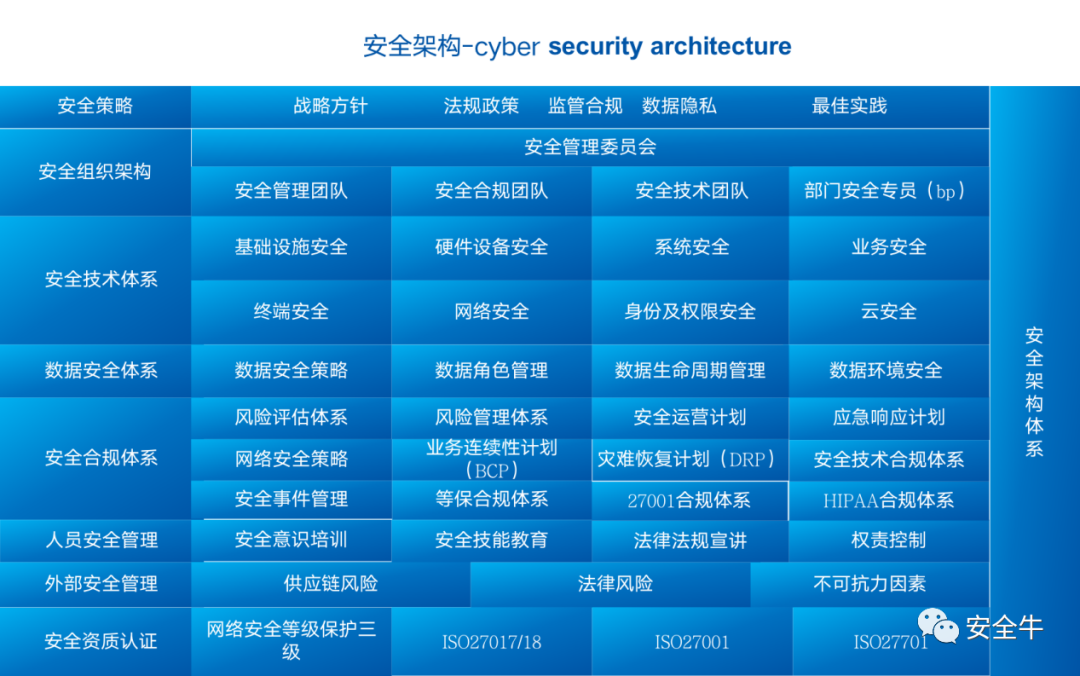 安全架构-cyber security architecture
安全策略 战略方针 法规政策 监管合规 数据隐私 最佳实践
安全组织架构
安全管理委员会
安全管理团队 安全合规团队 安全技术团队 部门安全专员（bp）
安全技术体系
基础设施安全 硬件设备安全 系统安全 业务安全
终端安全 网络安全 身份及权限安全 云安全
数据安全体系 数据安全策略 数据角色管理 数据生命周期管理 数据环境安全
安全合规体系
风险评估体系 风险管理体系 安全运营计划 应急响应计划
网络安全策略 业务连续性计划
（BCP） 灾难恢复计划（DRP） 安全技术合规体系
安全事件管理 等保合规体系 27001合规体系 HIPAA合规体系
人员安全管理 安全意识培训 安全技能教育 法律法规宣讲 权责控制
外部安全管理 供应链风险 法律风险 不可抗力因素
安全资质认证 网络安全等级保护三
级 ISO27017/18 ISO27001 ISO27701
安全架构体系
安全牛